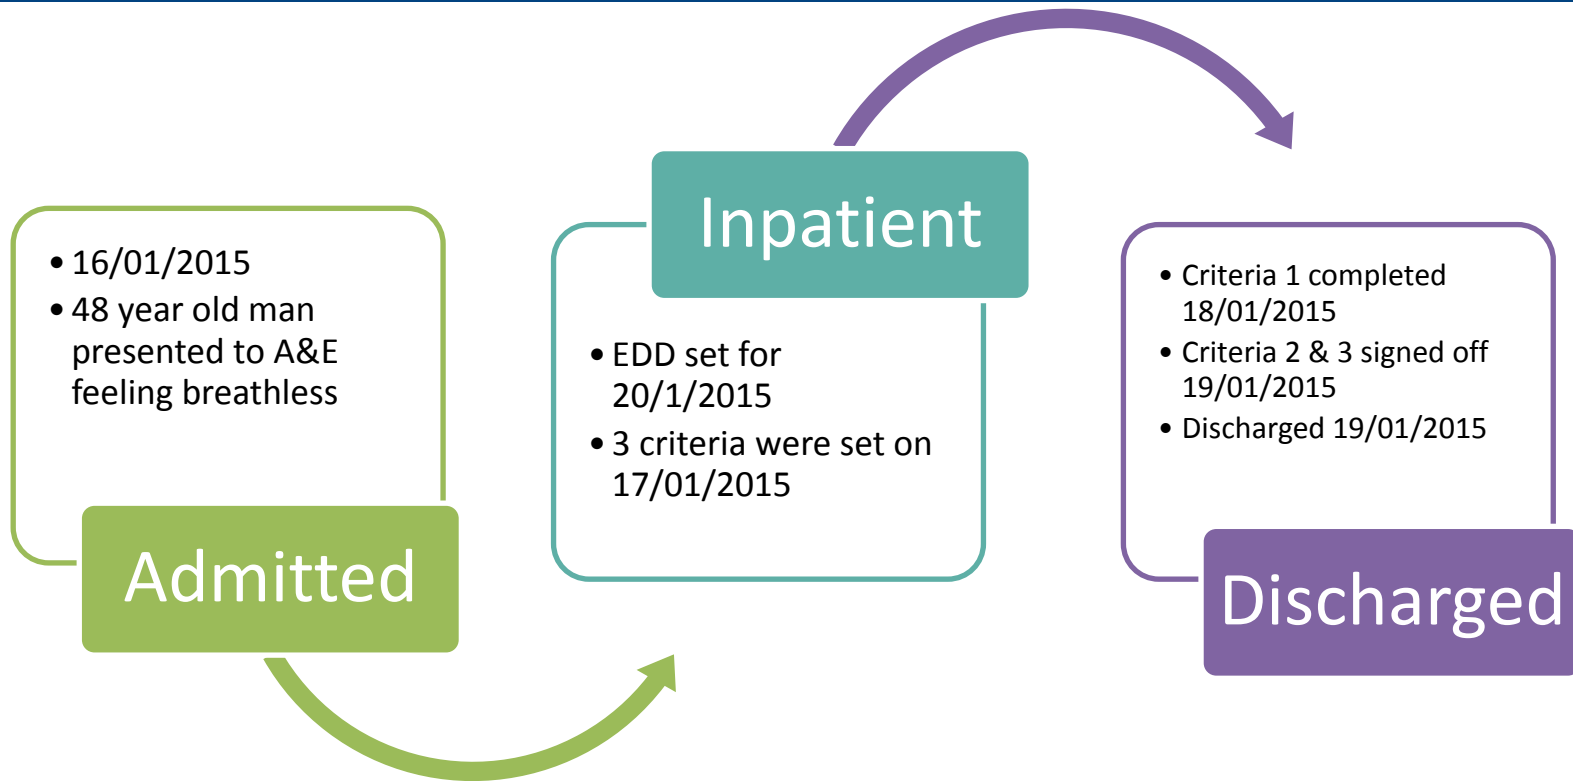 • 16/01/2015
• 48 year old man
presented to A&E
feeling breathless
Admitted
Inpatient
• EDD set for
20/1/2015
• 3 criteria were set on
17/01/2015
• Criteria 1 completed
18/01/2015
• Criteria 2 & 3 signed off
19/01/2015
• Discharged 19/01/2015
Discharged